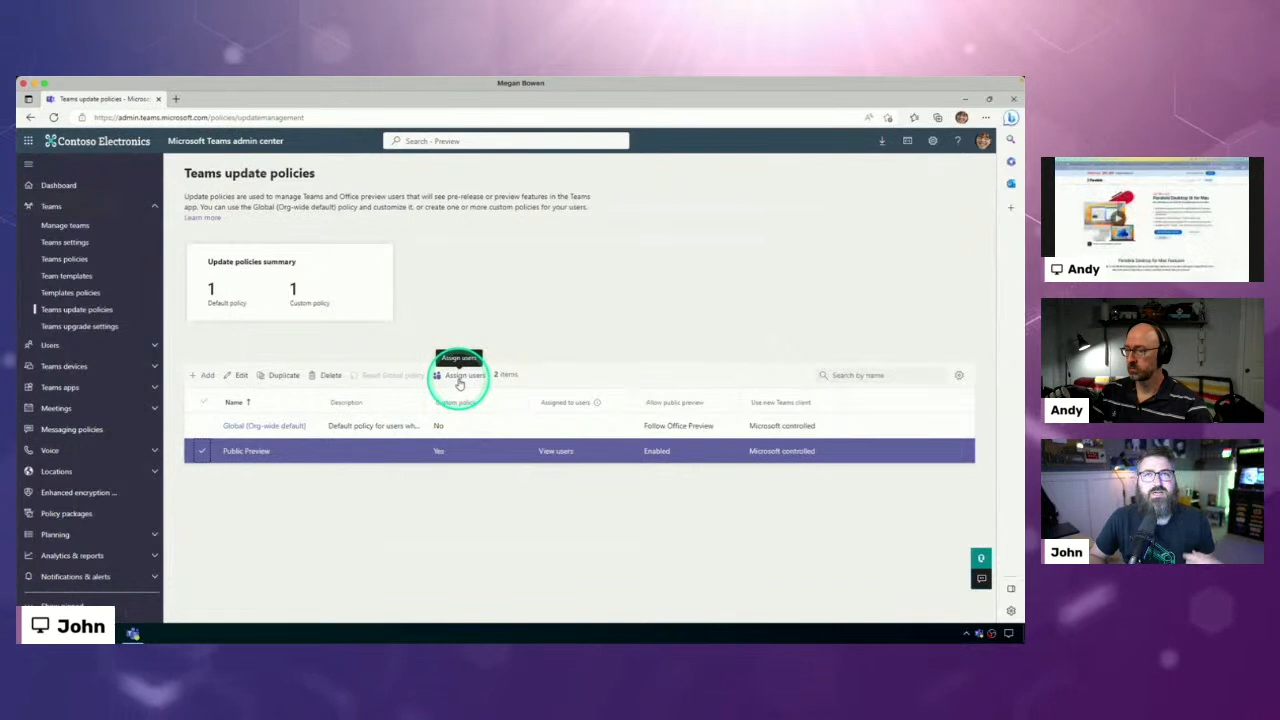 Megan Bowen
Teams update policies - Micros
https://admin.teams.microsoft.com/policies/updatemanagement
Contoso Electronics
Microsoft Teams admin center
Search - Preview
Dashboard
Teams
Manage teams
Teams settings
Teams policies
Team templates
Templates policies
Teams update policies
Teams upgrade settings
Users
Teams devices
Teams apps
Meetings
Messaging policies
Voice
Locations
Enhanced encryption ...
Policy packages
Planning
Analytics & reports
Notifications & alerts
Teams update policies
Update policies are used to manage Teams and Office preview users that will see pre-release or preview features in the Teams
app. You can use the Global (Org-wide default) policy and customize it, or create one or more custom policies for your users.
Learn more
Update policies summary
1 1
Default policy Custom policy
Assign users
Add Edit Duplicate Delete Reset Global policy Assign users 2 items Search by name
Name ↑ Description Custom policy Assigned to users Allow public preview Use new Teams client
Global (Org-wide default) Default policy for users wh... No Follow Office Preview Microsoft controlled
Public Preview Yes View users Enabled Microsoft controlled
John
Andy
Andy
John